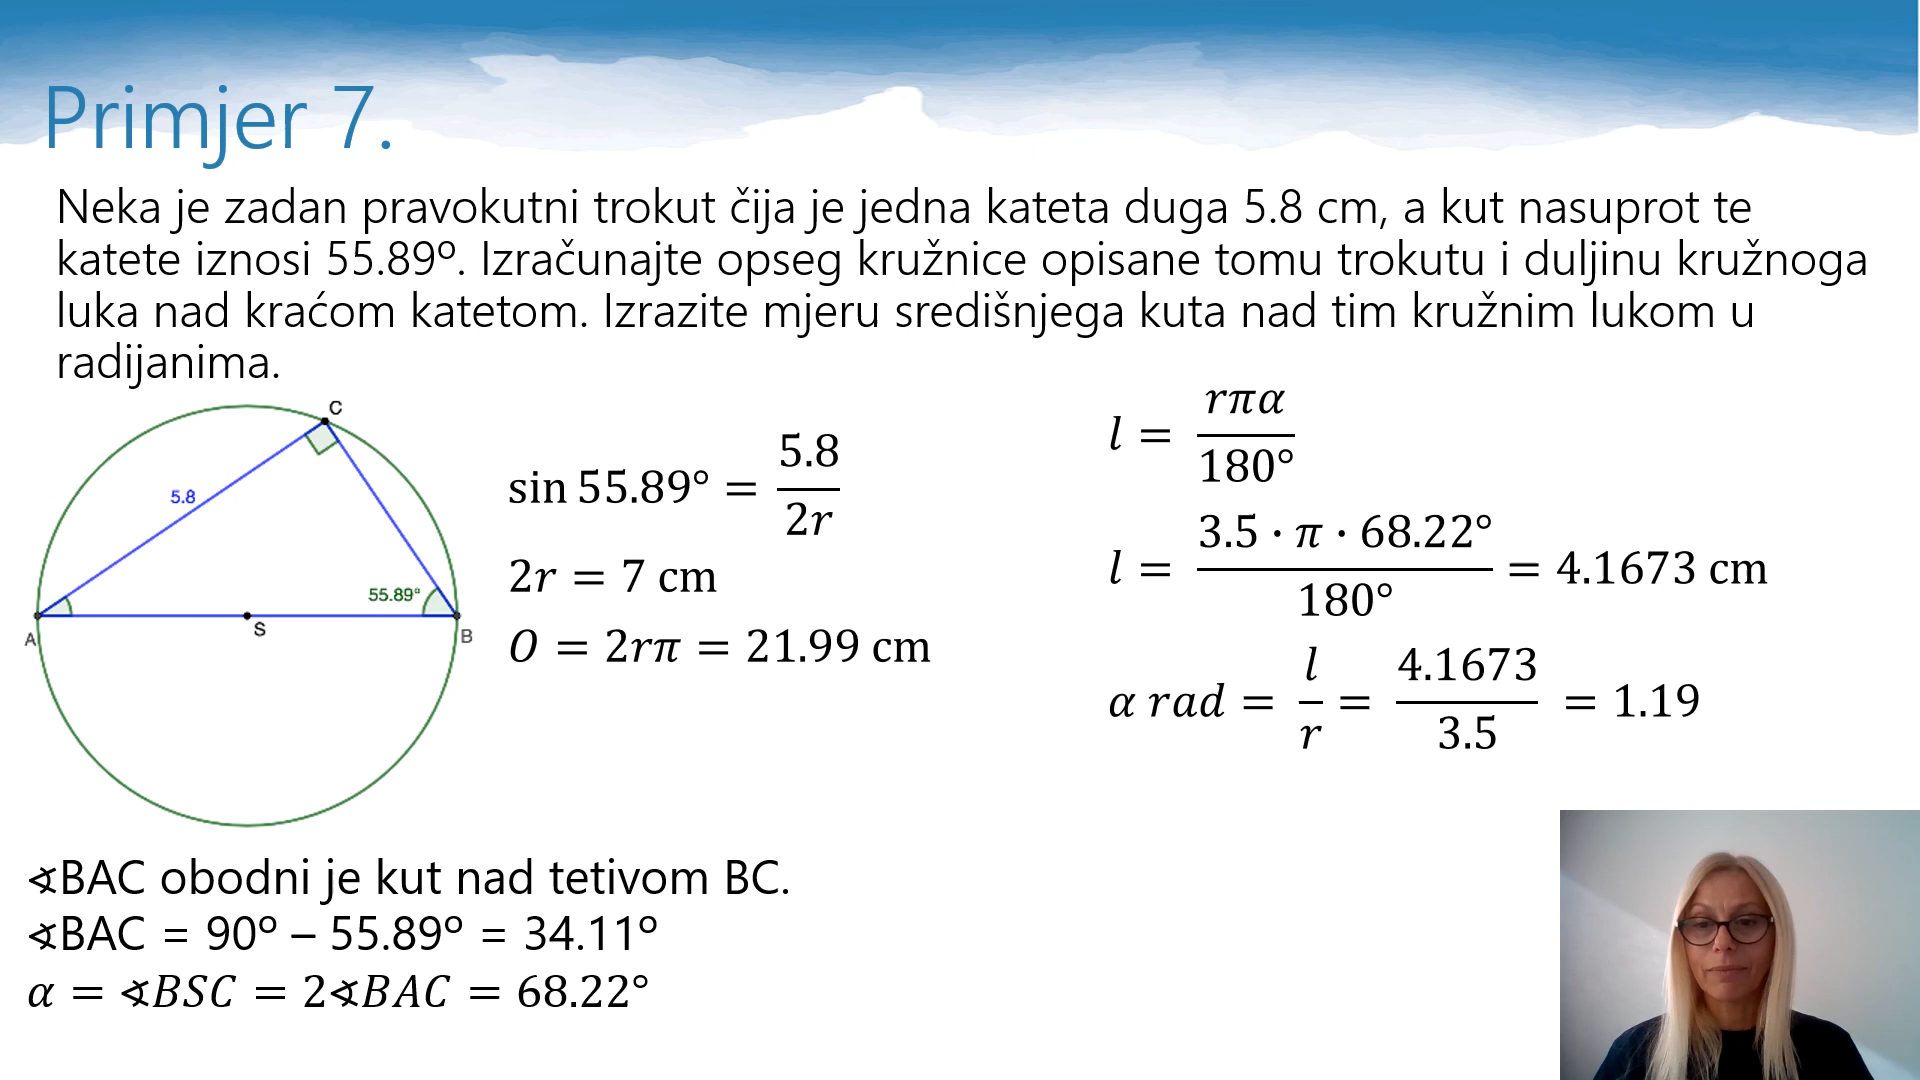 Primjer 7.
Neka je zadan pravokutni trokut čija je jedna kateta duga 5.8 cm, a kut nasuprot te
katete iznosi 55.89º. Izračunajte opseg kružnice opisane tomu trokutu i duljinu kružnoga
luka nad kraćom katetom. Izrazite mjeru središnjega kuta nad tim kružnim lukom u
radijanima.
C
5.8
55.89°
A
S
B
sin 55.89° = 5.8/2r
2r = 7 cm
O = 2rπ = 21.99 cm
l = rπα/180°
l = 3.5 · π · 68.22°/180° = 4.1673 cm
α rad = l/r = 4.1673/3.5 = 1.19
∢BAC obodni je kut nad tetivom BC.
∢BAC = 90º – 55.89º = 34.11º
α = ∢BSC = 2∢BAC = 68.22°